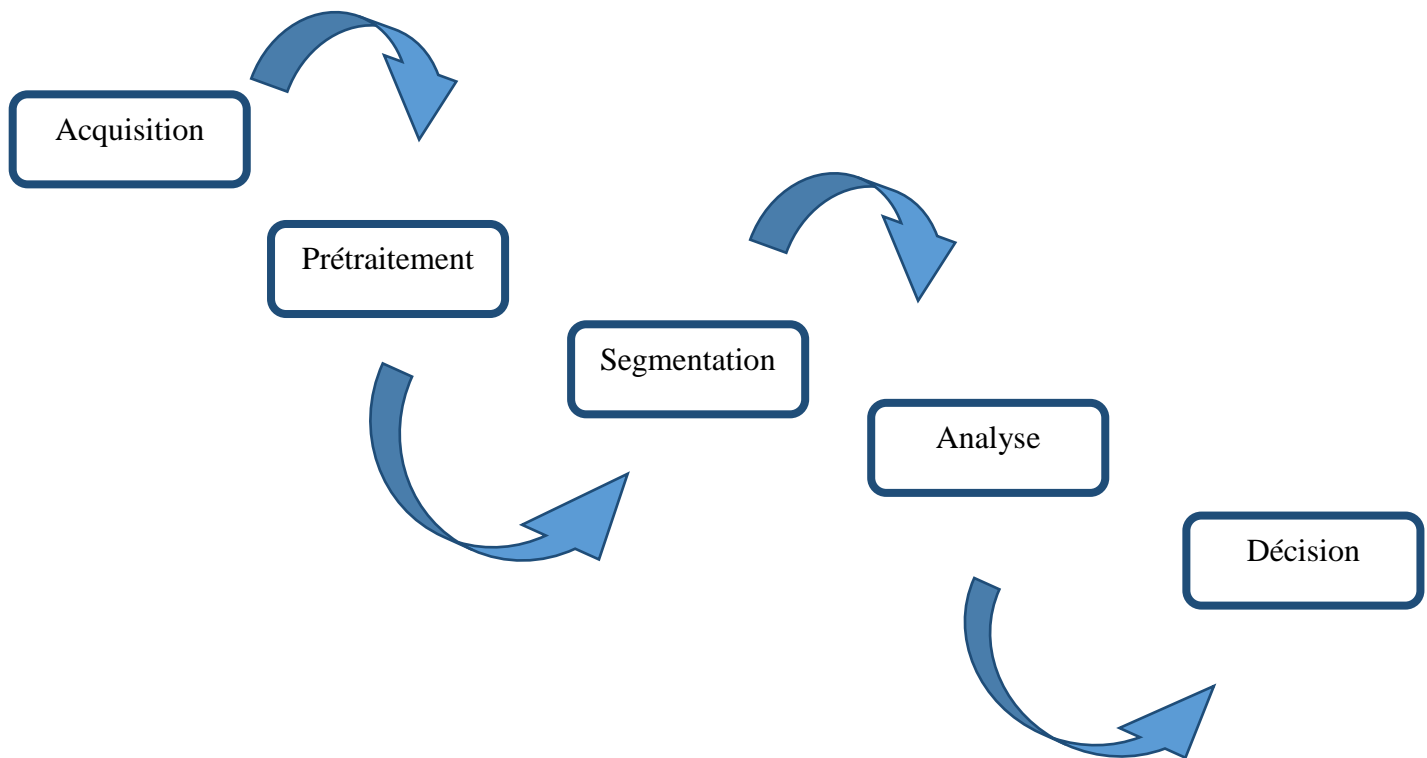 Acquisition
Prétraitement
Segmentation
Analyse
Décision